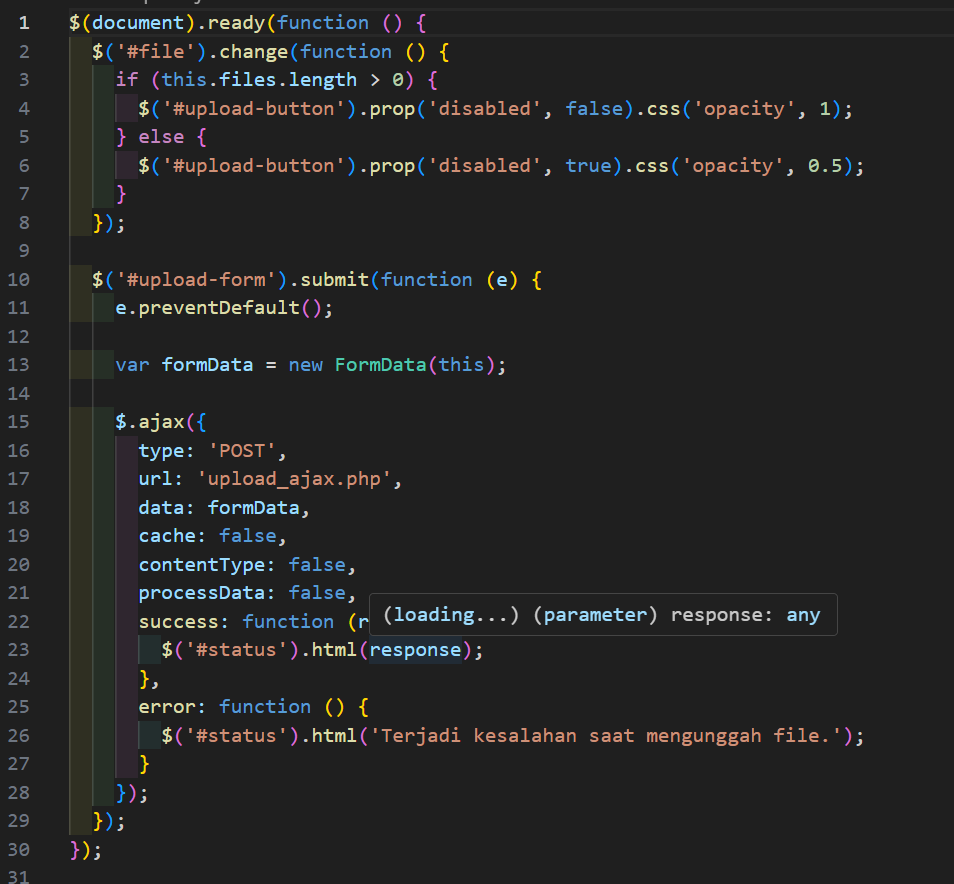 1 $(document).ready(function () {
2 $('#file').change(function () {
3 if (this.files.length > 0) {
4 $('#upload-button').prop('disabled', false).css('opacity', 1);
5 } else {
6 $('#upload-button').prop('disabled', true).css('opacity', 0.5);
7 }
8 });
9
10 $('#upload-form').submit(function (e) {
11 e.preventDefault();
12
13 var formData = new FormData(this);
14
15 $.ajax({
16 type: 'POST',
17 url: 'upload_ajax.php',
18 data: formData,
19 cache: false,
20 contentType: false,
21 processData: false,
(loading...) (parameter) response: any
22 success: function (r
23 $('#status').html(response);
24 },
25 error: function () {
26 $('#status').html('Terjadi kesalahan saat mengunggah file.');
27 }
28 });
29 });
30 });
31